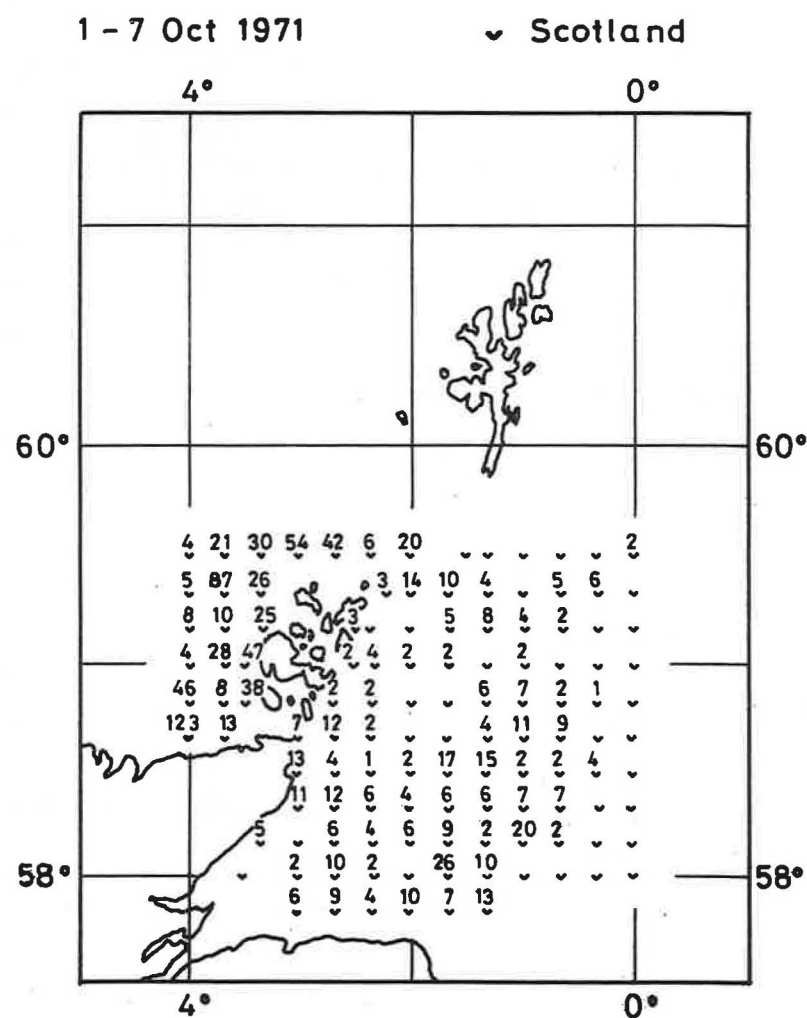 1 – 7 Oct 1971 ⌄ Scotland
4° 0°
60° 60°
4 21 30 54 42 6 20 2
5 87 26 3 14 10 4 5 6
8 10 25 3 5 8 4 2
4 28 47 2 4 2 2 2
46 8 38 2 2 6 7 2 1
123 13 7 12 2 4 11 9
13 4 1 2 17 15 2 2 4
11 12 6 4 6 6 7 7
5 6 4 6 9 2 20 2
2 10 2 26 10
58° 58°
6 9 4 10 7 13
4° 0°